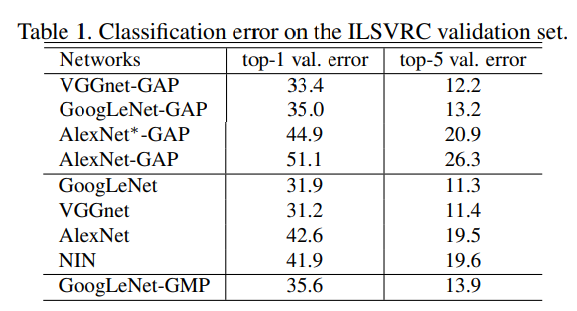 Table 1. Classification error on the ILSVRC validation set.
Networks top-1 val. error top-5 val. error
VGGnet-GAP 33.4 12.2
GoogLeNet-GAP 35.0 13.2
AlexNet*-GAP 44.9 20.9
AlexNet-GAP 51.1 26.3
GoogLeNet 31.9 11.3
VGGnet 31.2 11.4
AlexNet 42.6 19.5
NIN 41.9 19.6
GoogLeNet-GMP 35.6 13.9